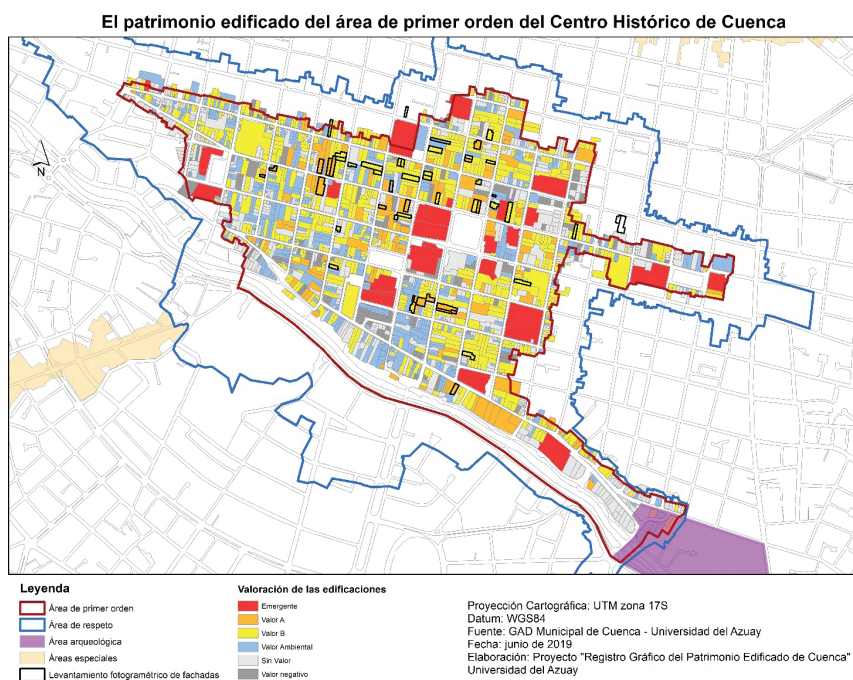 El patrimonio edificado del área de primer orden del Centro Histórico de Cuenca
N
Leyenda
Área de primer orden
Área de respeto
Área arqueológica
Áreas especiales
Levantamiento fotogramétrico de fachadas
Valoración de las edificaciones
Emergente
Valor A
Valor B
Valor Ambiental
Sin Valor
Valor negativo
Proyección Cartográfica: UTM zona 17S
Datum: WGS84
Fuente: GAD Municipal de Cuenca - Universidad del Azuay
Fecha: junio de 2019
Elaboración: Proyecto "Registro Gráfico del Patrimonio Edificado de Cuenca"
Universidad del Azuay